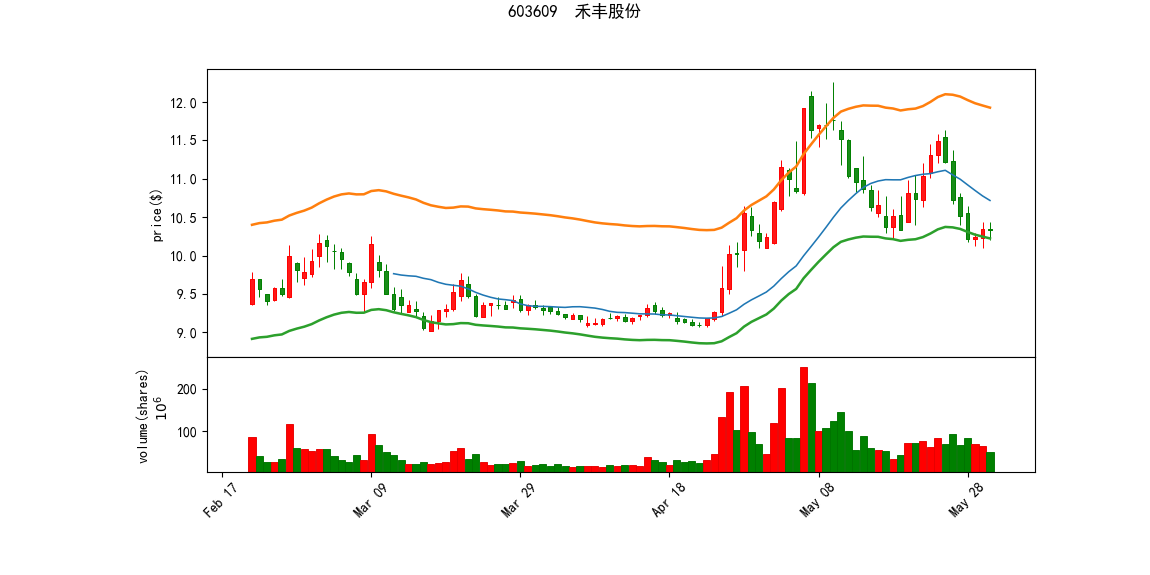 603609 禾丰股份
price($)
12.0
11.5
11.0
10.5
10.0
9.5
9.0
volume(shares)
10^6
200
100
Feb 17
Mar 09
Mar 29
Apr 18
May 08
May 28